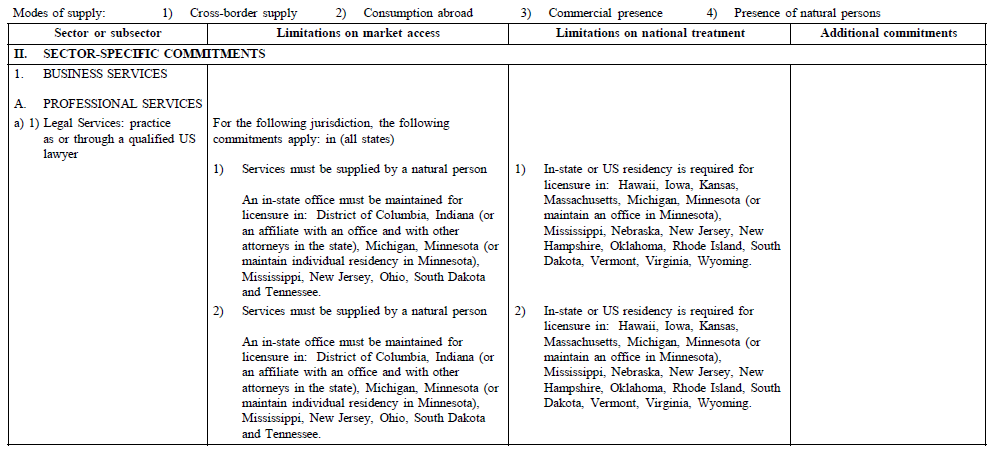 Modes of supply: 1) Cross-border supply 2) Consumption abroad 3) Commercial presence 4) Presence of natural persons
Sector or subsector Limitations on market access Limitations on national treatment Additional commitments
II. SECTOR-SPECIFIC COMMITMENTS
1. BUSINESS SERVICES
A. PROFESSIONAL SERVICES
a) 1) Legal Services: practice
as or through a qualified US
lawyer
For the following jurisdiction, the following
commitments apply: in (all states)
1) Services must be supplied by a natural person
An in-state office must be maintained for
licensure in: District of Columbia, Indiana (or
an affiliate with an office and with other
attorneys in the state), Michigan, Minnesota (or
maintain individual residency in Minnesota),
Mississippi, New Jersey, Ohio, South Dakota
and Tennessee.
1) In-state or US residency is required for
licensure in: Hawaii, Iowa, Kansas,
Massachusetts, Michigan, Minnesota (or
maintain an office in Minnesota),
Mississippi, Nebraska, New Jersey, New
Hampshire, Oklahoma, Rhode Island, South
Dakota, Vermont, Virginia, Wyoming.
2) Services must be supplied by a natural person
An in-state office must be maintained for
licensure in: District of Columbia, Indiana (or
an affiliate with an office and with other
attorneys in the state), Michigan, Minnesota (or
maintain individual residency in Minnesota),
Mississippi, New Jersey, Ohio, South Dakota
and Tennessee.
2) In-state or US residency is required for
licensure in: Hawaii, Iowa, Kansas,
Massachusetts, Michigan, Minnesota (or
maintain an office in Minnesota),
Mississippi, Nebraska, New Jersey, New
Hampshire, Oklahoma, Rhode Island, South
Dakota, Vermont, Virginia, Wyoming.